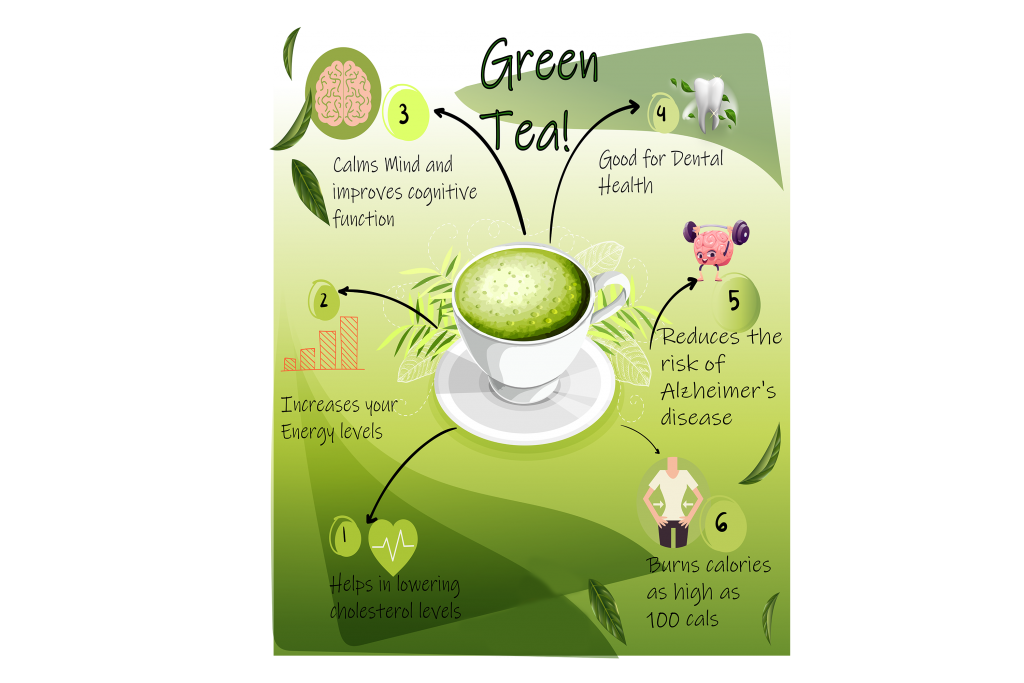 Green
Tea!
3
Calms Mind and
improves cognitive
function
4
Good for Dental
Health
2
Increases your
Energy levels
5
Reduces the
risk of
Alzheimer's
disease
1
Helps in lowering
cholesterol levels
6
Burns calories
as high as
100 cals